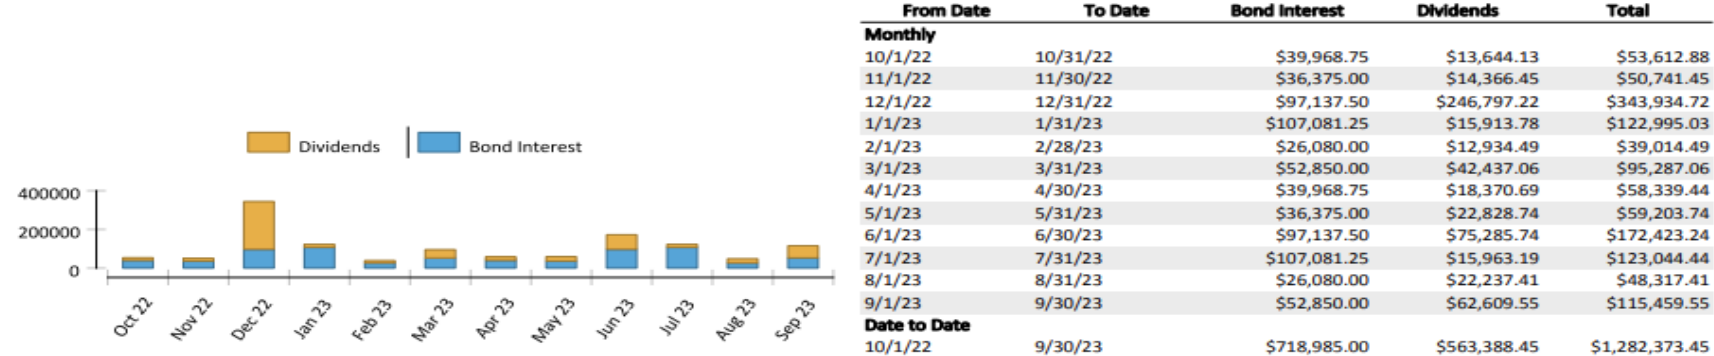 Dividends
Bond Interest
400000
200000
0
Oct 22
Nov 22
Dec 22
Jan 23
Feb 23
Mar 23
Apr 23
May 23
Jun 23
Jul 23
Aug 23
Sep 23
From Date To Date Bond Interest Dividends Total
Monthly
10/1/22 10/31/22 $39,968.75 $13,644.13 $53,612.88
11/1/22 11/30/22 $36,375.00 $14,366.45 $50,741.45
12/1/22 12/31/22 $97,137.50 $246,797.22 $343,934.72
1/1/23 1/31/23 $107,081.25 $15,913.78 $122,995.03
2/1/23 2/28/23 $26,080.00 $12,934.49 $39,014.49
3/1/23 3/31/23 $52,850.00 $42,437.06 $95,287.06
4/1/23 4/30/23 $39,968.75 $18,370.69 $58,339.44
5/1/23 5/31/23 $36,375.00 $22,828.74 $59,203.74
6/1/23 6/30/23 $97,137.50 $75,285.74 $172,423.24
7/1/23 7/31/23 $107,081.25 $15,963.19 $123,044.44
8/1/23 8/31/23 $26,080.00 $22,237.41 $48,317.41
9/1/23 9/30/23 $52,850.00 $62,609.55 $115,459.55
Date to Date
10/1/22 9/30/23 $718,985.00 $563,388.45 $1,282,373.45